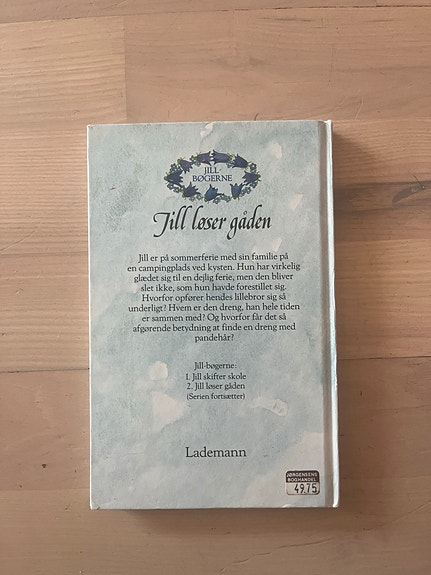 JILL-
BØGERNE
Jill løser gåden
Jill er på sommerferie med sin familie på
en campingplads ved kysten. Hun har virkelig
glædet sig til en dejlig ferie, men den bliver
slet ikke, som hun havde forestillet sig.
Hvorfor opfører hendes lillebror sig så
underligt? Hvem er den dreng, han hele tiden
er sammen med? Og hvorfor får det så
afgørende betydning at finde en dreng med
pandehår?
Jill-bøgerne:
1. Jill skifter skole
2. Jill løser gåden
(Serien fortsætter)
Lademann
JØRGENSENS
BOGHANDEL
49.75